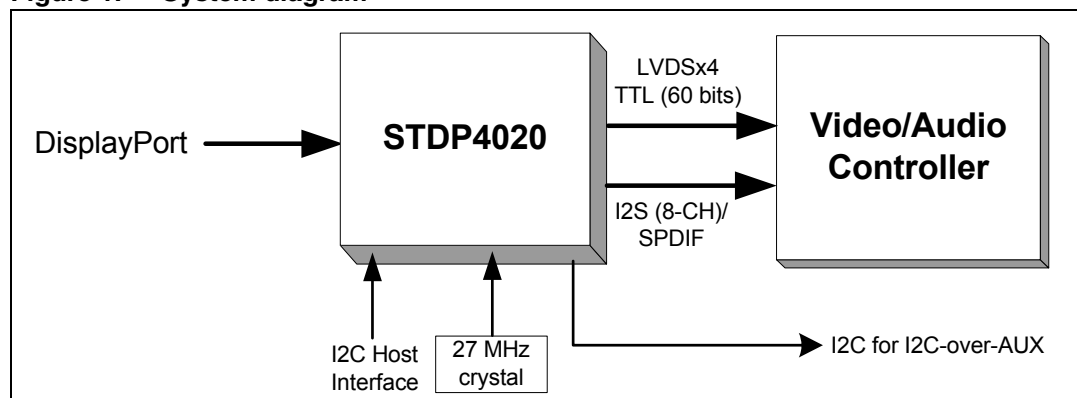 Figure 1. System diagram
DisplayPort
STDP4020
LVDSx4
TTL (60 bits)
I2S (8-CH)/
SPDIF
Video/Audio
Controller
I2C Host
Interface
27 MHz
crystal
I2C for I2C-over-AUX